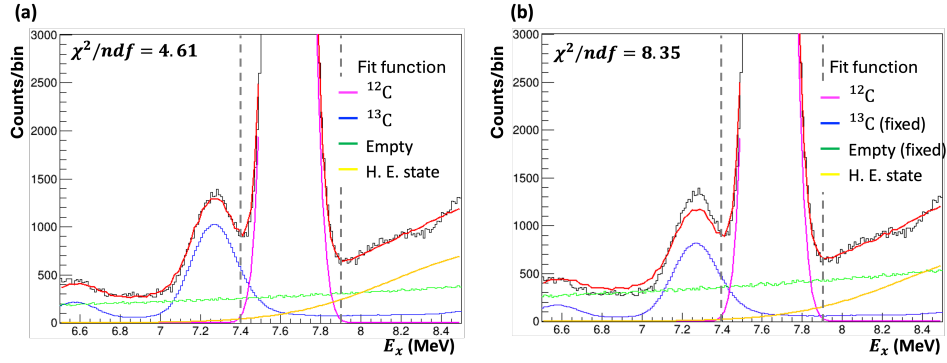 (a)
χ²/ndf = 4.61
Fit function
¹²C
¹³C
Empty
H. E. state
Counts/bin
3000
2500
2000
1500
1000
500
0
6.6 6.8 7 7.2 7.4 7.6 7.8 8 8.2 8.4
Eₓ (MeV)
(b)
χ²/ndf = 8.35
Fit function
¹²C
¹³C (fixed)
Empty (fixed)
H. E. state
Counts/bin
3000
2500
2000
1500
1000
500
0
6.6 6.8 7 7.2 7.4 7.6 7.8 8 8.2 8.4
Eₓ (MeV)